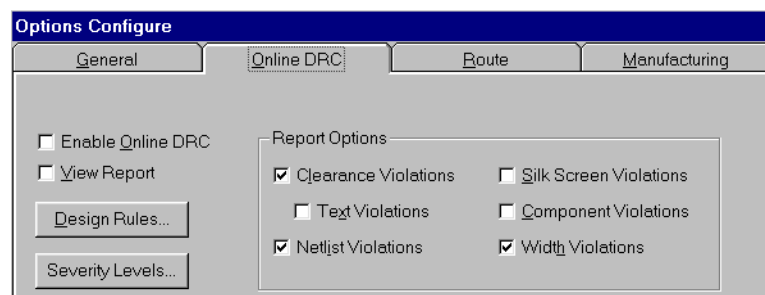 Options Configure
General Online DRC Route Manufacturing
Enable Online DRC
View Report
Design Rules...
Severity Levels...
Report Options
Clearance Violations Silk Screen Violations
Text Violations Component Violations
Netlist Violations Width Violations